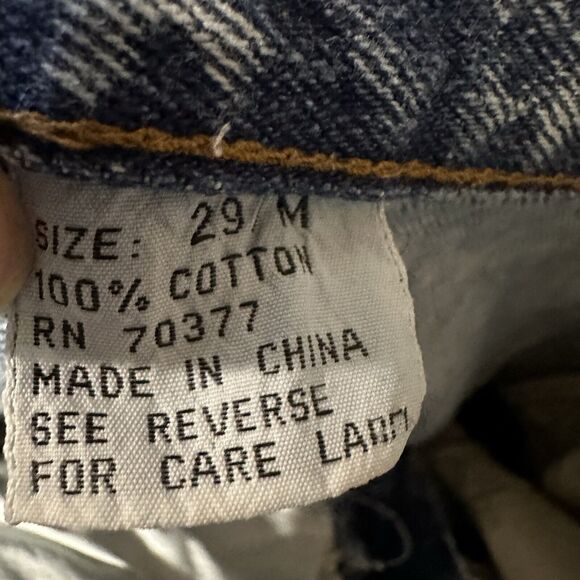 SIZE: 29/M
100% COTTON
RN 70377
MADE IN CHINA
SEE REVERSE
FOR CARE